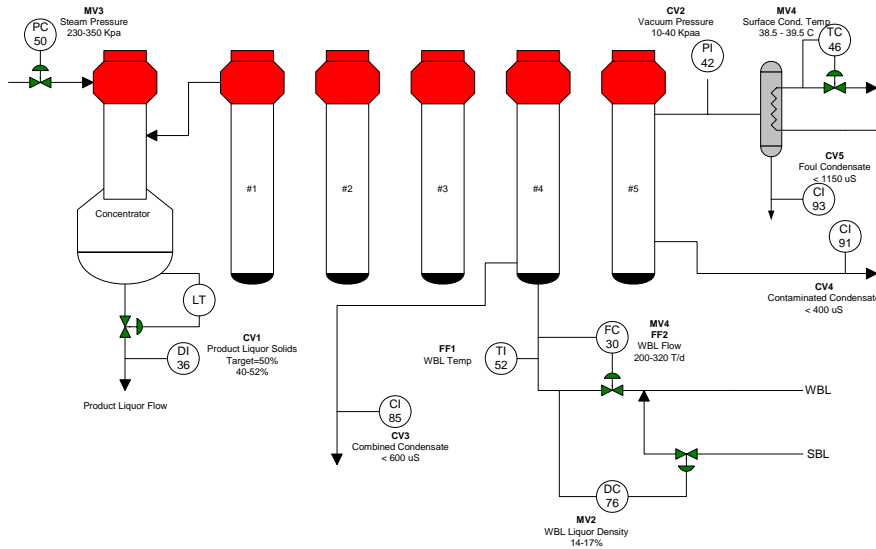 MV3
Steam Pressure
230-350 Kpa
PC
50
CV2
Vacuum Pressure
10-40 Kpaa
PI
42
MV4
Surface Cond. Temp
38.5 - 39.5 C
TC
46
CV5
Foul Condensate
< 1150 uS
CI
93
#1
#2
#3
#4
#5
Concentrator
CI
91
CV4
Contaminated Condensate
< 400 uS
LT
CV1
Product Liquor Solids
Target=50%
40-52%
DI
36
Product Liquor Flow
FF1
WBL Temp
TI
52
FC
30
MV4
FF2
WBL Flow
200-320 T/d
WBL
CI
85
CV3
Combined Condensate
< 600 uS
SBL
DC
76
MV2
WBL Liquor Density
14-17%